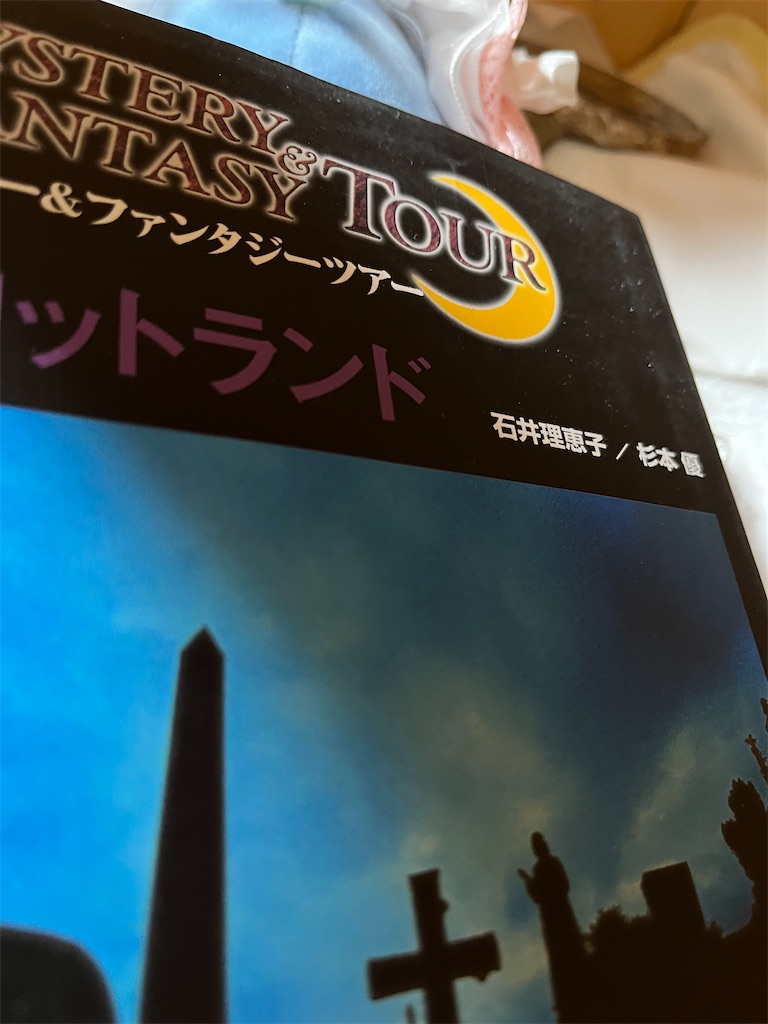 YSTERY &
ANTASY TOUR
ー&ファンタジーツアー
ットランド
石井理恵子／杉本 優